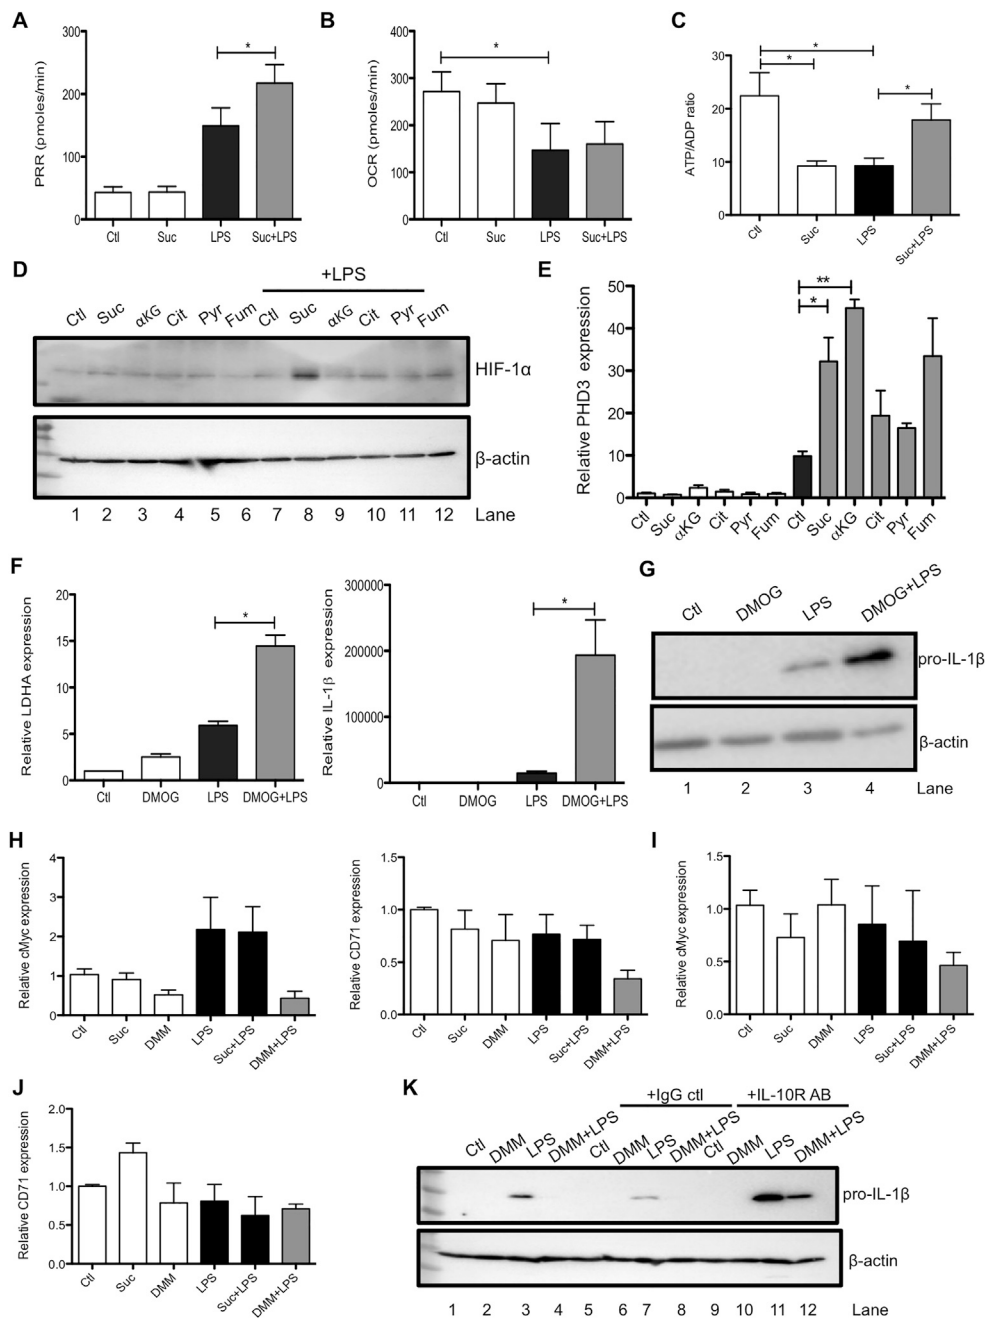 A
PRR (pmoles/min)
300
200
100
0
*
Ctl Suc LPS Suc+LPS
B
OCR (pmoles/min)
400
300
200
100
0
*
Ctl Suc LPS Suc+LPS
C
ATP/ADP ratio
30
20
10
0
*
*
*
Ctl Suc LPS Suc+LPS
D
+LPS
Ctl Suc αKG Cit Pyr Fum Ctl Suc αKG Cit Pyr Fum
HIF-1α
β-actin
1 2 3 4 5 6 7 8 9 10 11 12 Lane
E
Relative PHD3 expression
50
40
30
20
10
0
**
*
Ctl Suc αKG Cit Pyr Fum Ctl Suc αKG Cit Pyr Fum
F
Relative LDHA expression
20
15
10
5
0
*
Ctl DMOG LPS DMOG+LPS
Relative IL-1β expression
300000
200000
100000
0
*
Ctl DMOG LPS DMOG+LPS
G
Ctl DMOG LPS DMOG+LPS
pro-IL-1β
β-actin
1 2 3 4 Lane
H
Relative cMyc expression
4
3
2
1
0
Ctl Suc DMM LPS Suc+LPS DMM+LPS
Relative CD71 expression
1.5
1.0
0.5
0.0
Ctl Suc DMM LPS Suc+LPS DMM+LPS
I
Relative cMyc expression
1.5
1.0
0.5
0.0
Ctl Suc DMM LPS Suc+LPS DMM+LPS
J
Relative CD71 expression
2.0
1.5
1.0
0.5
0.0
Ctl Suc DMM LPS Suc+LPS DMM+LPS
K
+IgG ctl +IL-10R AB
Ctl DMM LPS DMM+LPS Ctl DMM LPS DMM+LPS Ctl DMM LPS DMM+LPS
pro-IL-1β
β-actin
1 2 3 4 5 6 7 8 9 10 11 12 Lane